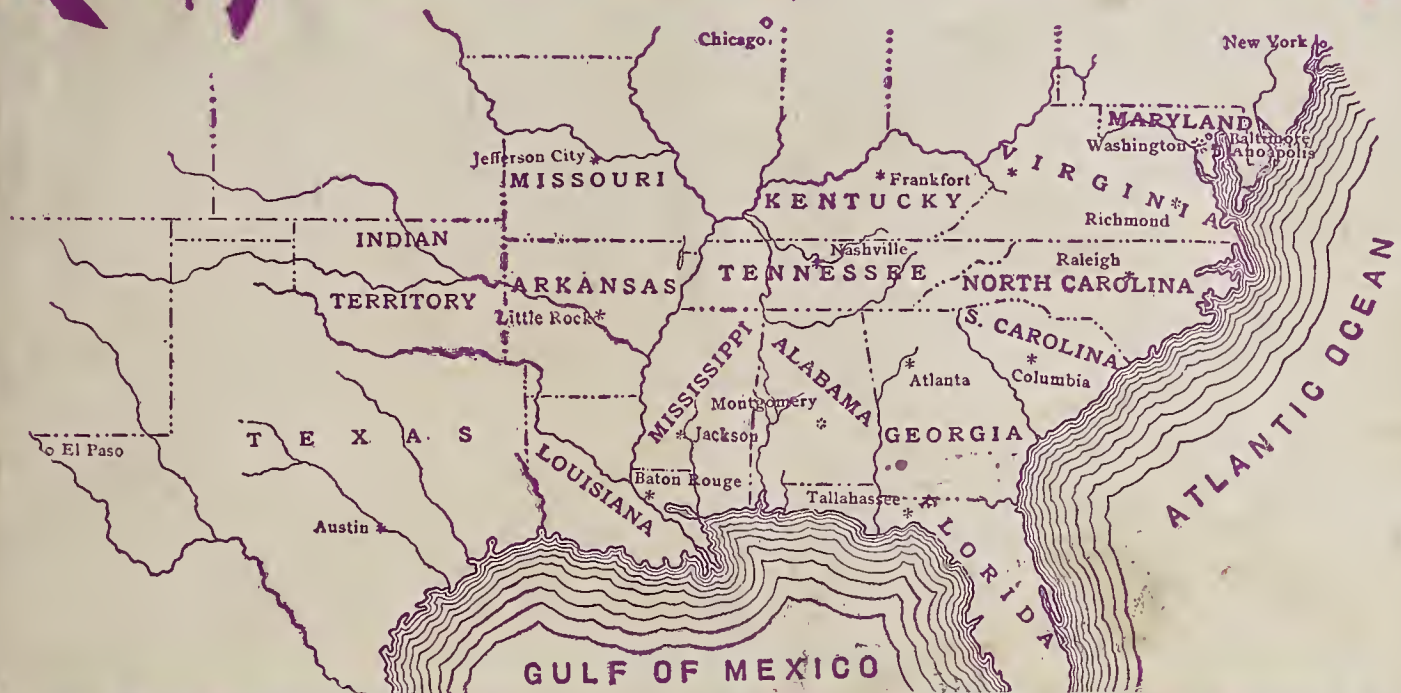 Chicago.
New York
MARYLAND
Washington
Baltimore
Annapolis
Jefferson City
MISSOURI
VIRGINIA
Frankfort
KENTUCKY
Richmond
INDIAN
TERRITORY
Nashville
TENNESSEE
Raleigh
NORTH CAROLINA
ARKANSAS
Little Rock
S. CAROLINA
Columbia
MISSISSIPPI
ALABAMA
Atlanta
Montgomery
Jackson
GEORGIA
TEXAS
El Paso
LOUISIANA
Baton Rouge
Tallahassee
FLORIDA
Austin
ATLANTIC OCEAN
GULF OF MEXICO